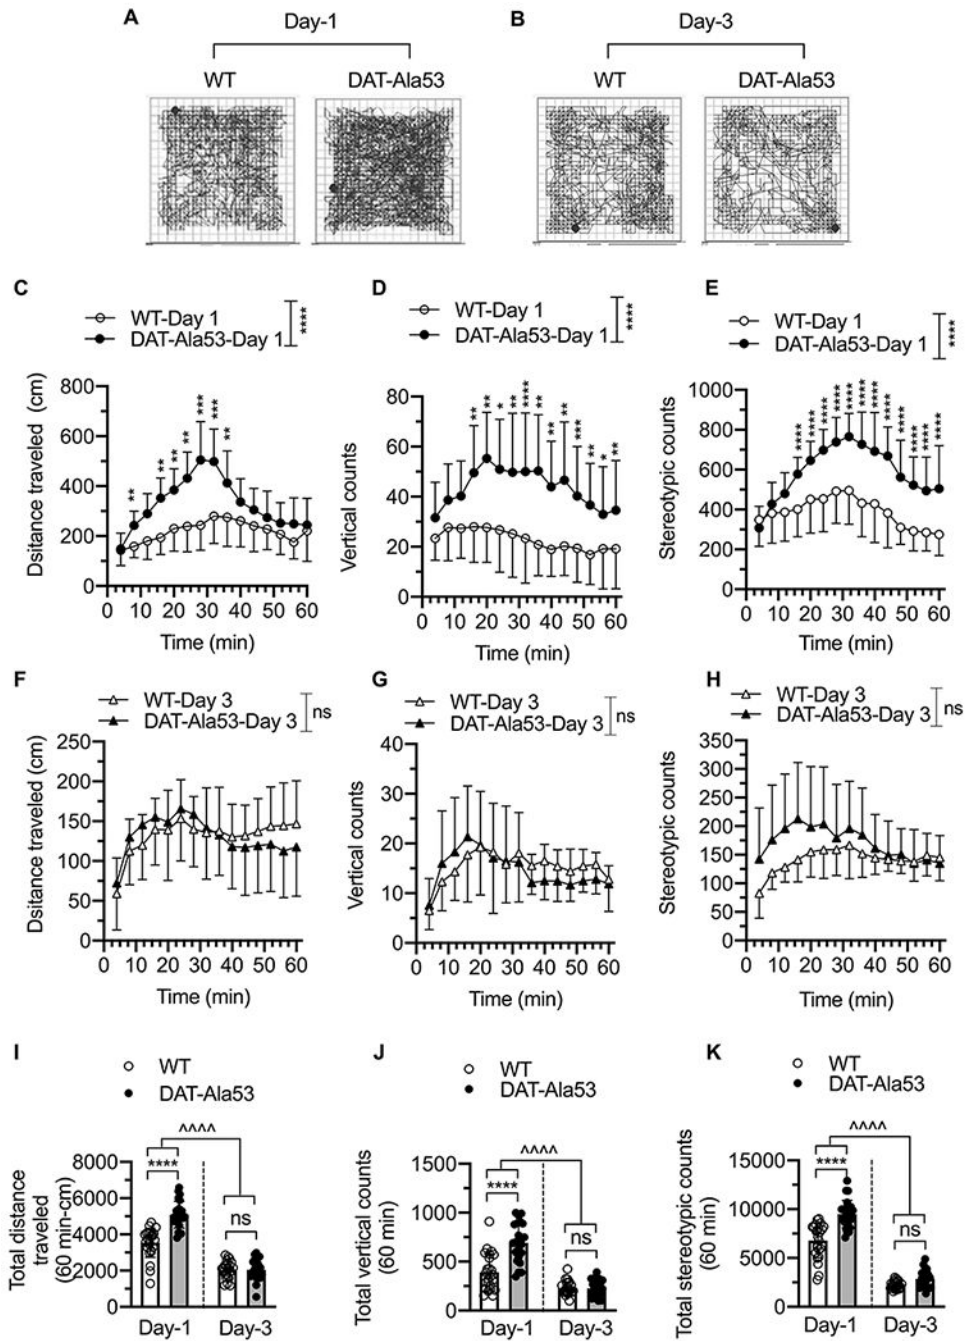 A
Day-1
B
Day-3
WT
DAT-Ala53
WT
DAT-Ala53
C
WT-Day 1
DAT-Ala53-Day 1
****
Dsitance traveled (cm)
800
600
400
200
0
**
**
**
**
***
***
**
0 10 20 30 40 50 60
Time (min)
D
WT-Day 1
DAT-Ala53-Day 1
****
Vertical counts
80
60
40
20
0
**
**
*
**
****
**
**
**
***
**
*
**
0 10 20 30 40 50 60
Time (min)
E
WT-Day 1
DAT-Ala53-Day 1
****
Stereotypic counts
1000
800
600
400
200
0
****
****
****
****
****
****
****
****
****
****
****
****
0 10 20 30 40 50 60
Time (min)
F
WT-Day 3
DAT-Ala53-Day 3
ns
Dsitance traveled (cm)
250
200
150
100
50
0
0 10 20 30 40 50 60
Time (min)
G
WT-Day 3
DAT-Ala53-Day 3
ns
Vertical counts
40
30
20
10
0
0 10 20 30 40 50 60
Time (min)
H
WT-Day 3
DAT-Ala53-Day 3
ns
Stereotypic counts
350
300
250
200
150
100
50
0
0 10 20 30 40 50 60
Time (min)
I
WT
DAT-Ala53
^^^^
****
ns
Total distance
traveled
(60 min-cm)
8000
6000
4000
2000
0
Day-1 Day-3
J
WT
DAT-Ala53
^^^^
****
ns
Total vertical counts
(60 min)
1500
1000
500
0
Day-1 Day-3
K
WT
DAT-Ala53
^^^^
****
ns
Total stereotypic counts
(60 min)
15000
10000
5000
0
Day-1 Day-3